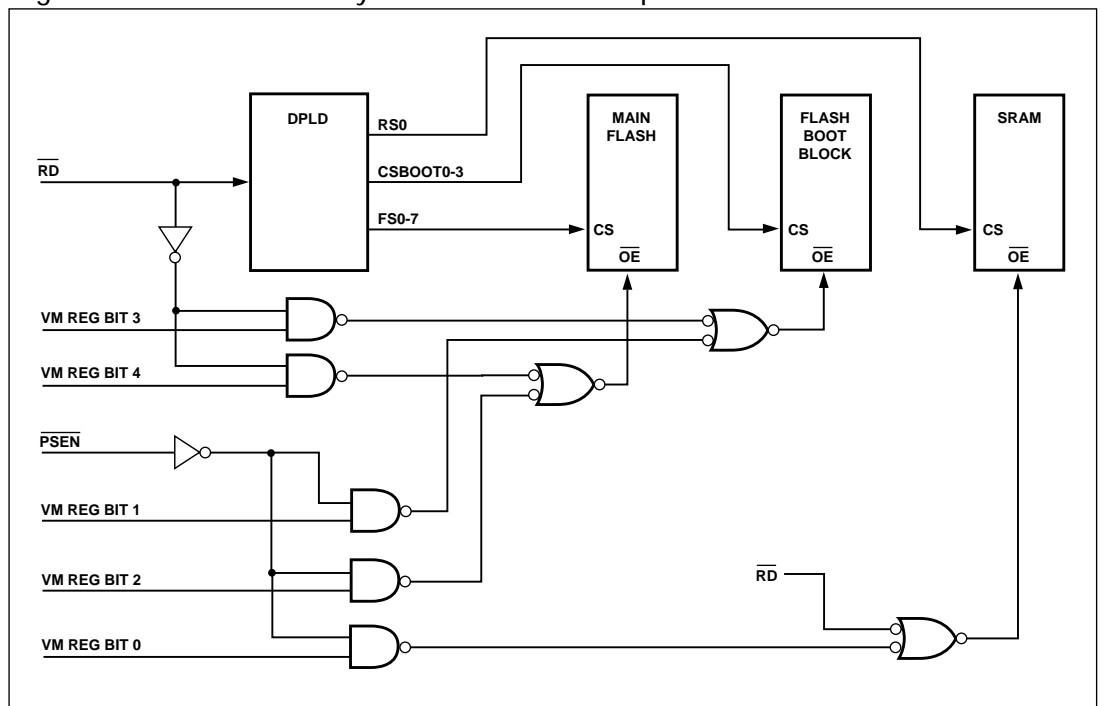 DPLD
RS0
CSBOOT0-3
FS0-7
MAIN
FLASH
CS
OE
FLASH
BOOT
BLOCK
CS
OE
SRAM
CS
OE
RD
VM REG BIT 3
VM REG BIT 4
PSEN
VM REG BIT 1
VM REG BIT 2
VM REG BIT 0
RD